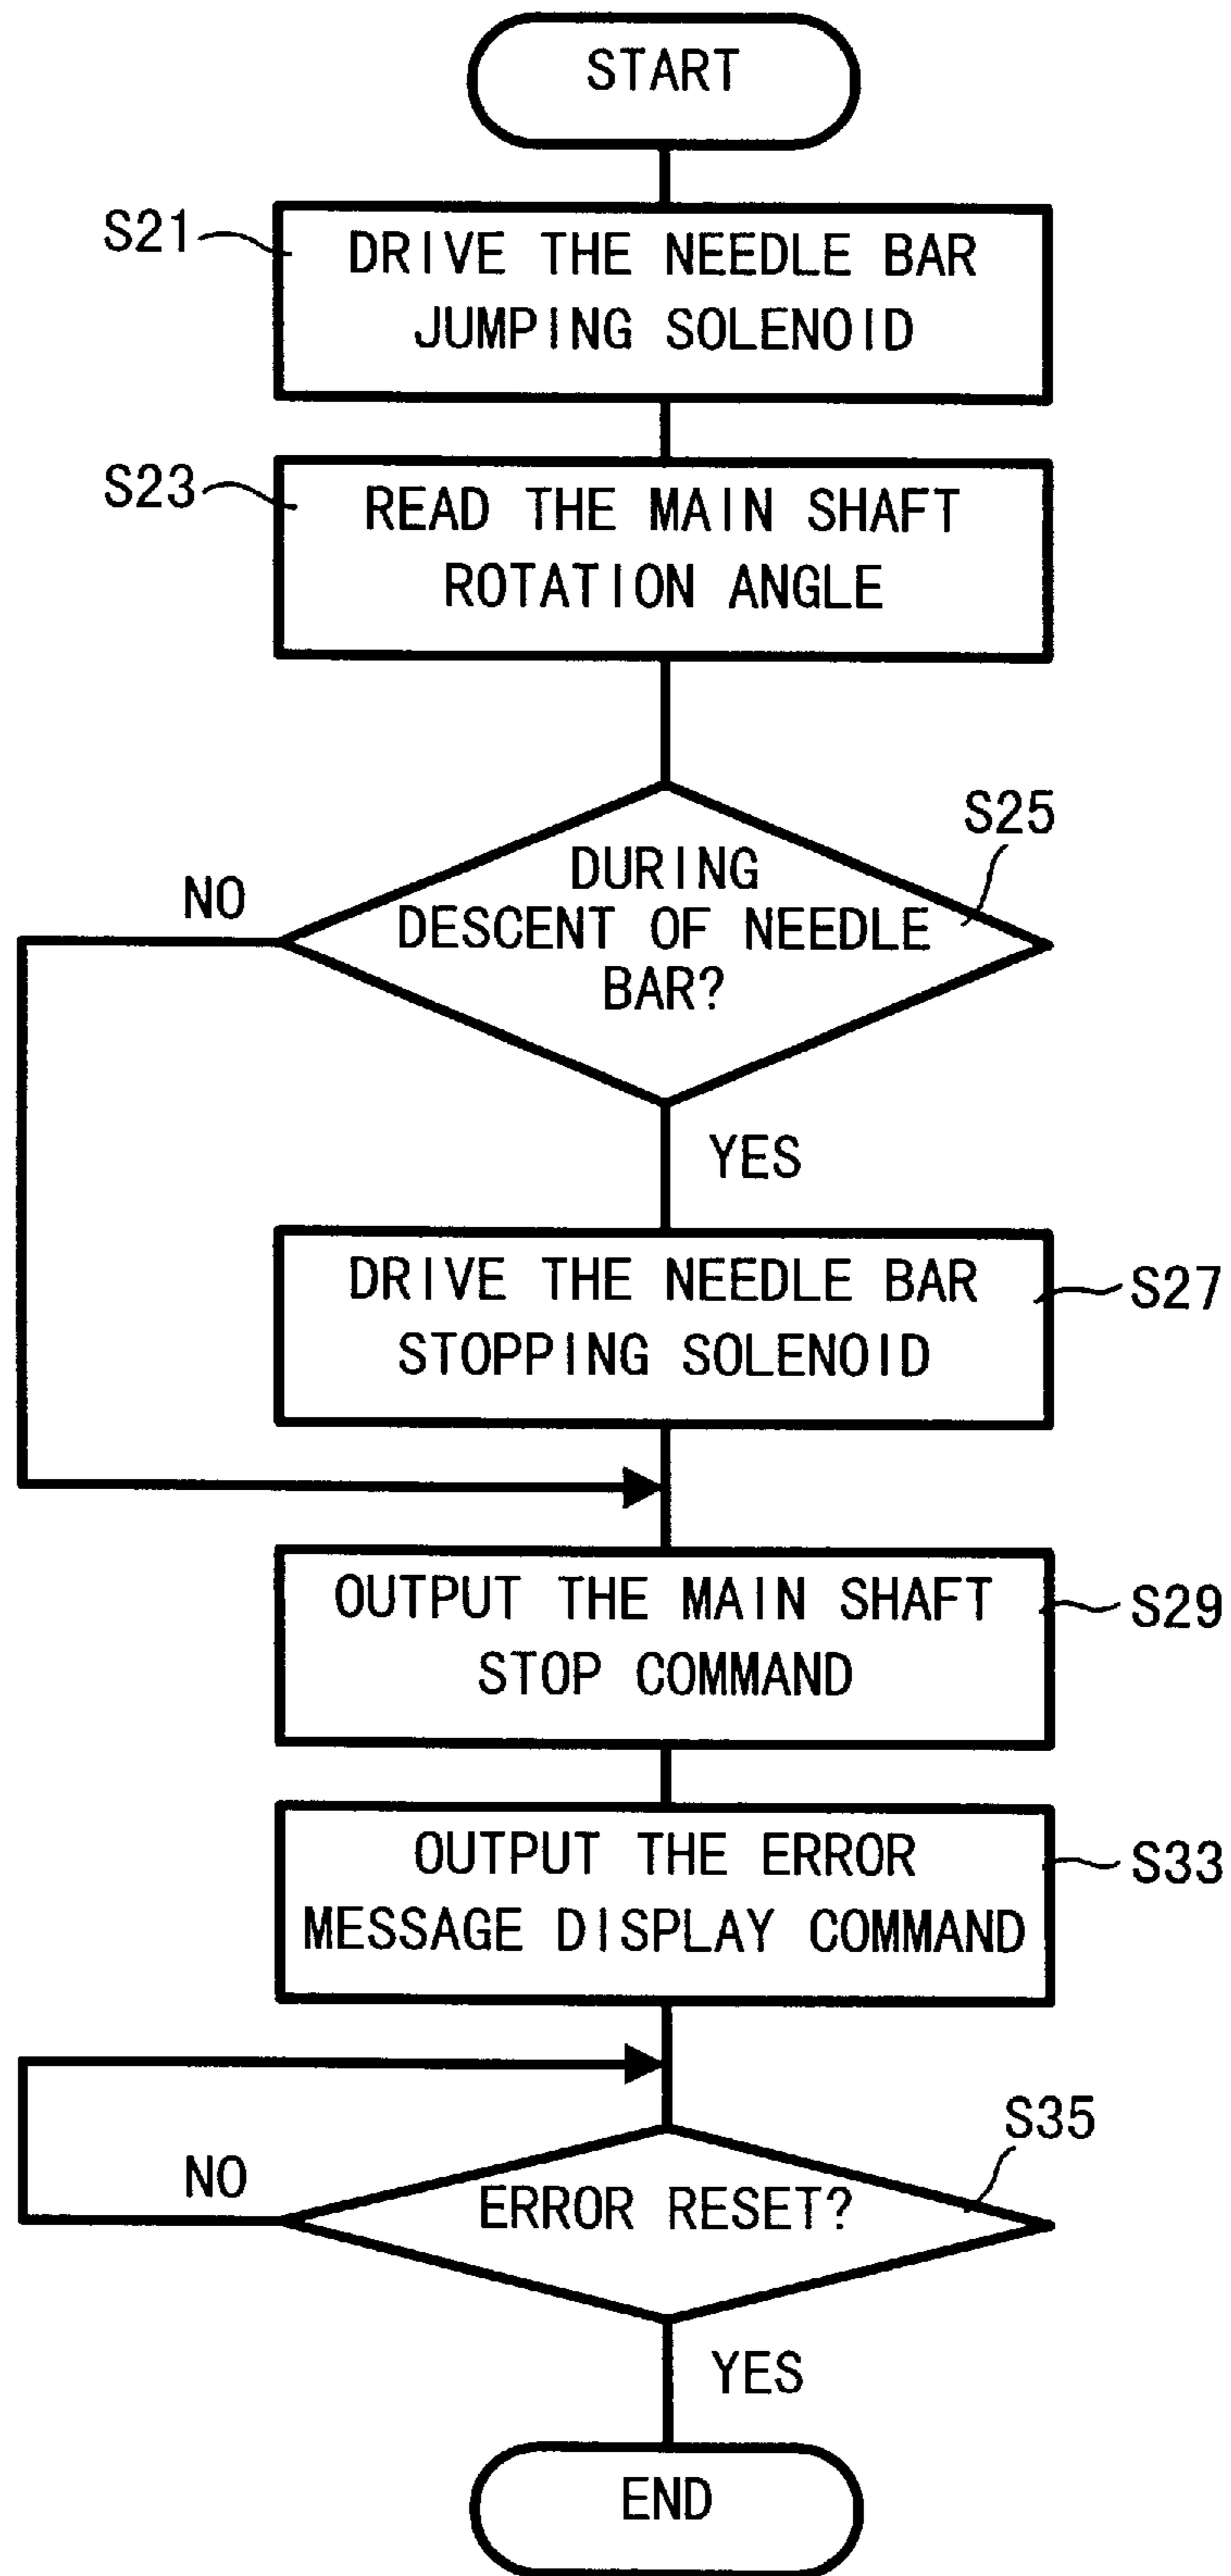 START
S21
DRIVE THE NEEDLE BAR
JUMPING SOLENOID
S23
READ THE MAIN SHAFT
ROTATION ANGLE
S25
NO
DURING
DESCENT OF NEEDLE
BAR?
YES
DRIVE THE NEEDLE BAR
STOPPING SOLENOID
S27
OUTPUT THE MAIN SHAFT
STOP COMMAND
S29
OUTPUT THE ERROR
MESSAGE DISPLAY COMMAND
S33
S35
NO
ERROR RESET?
YES
END